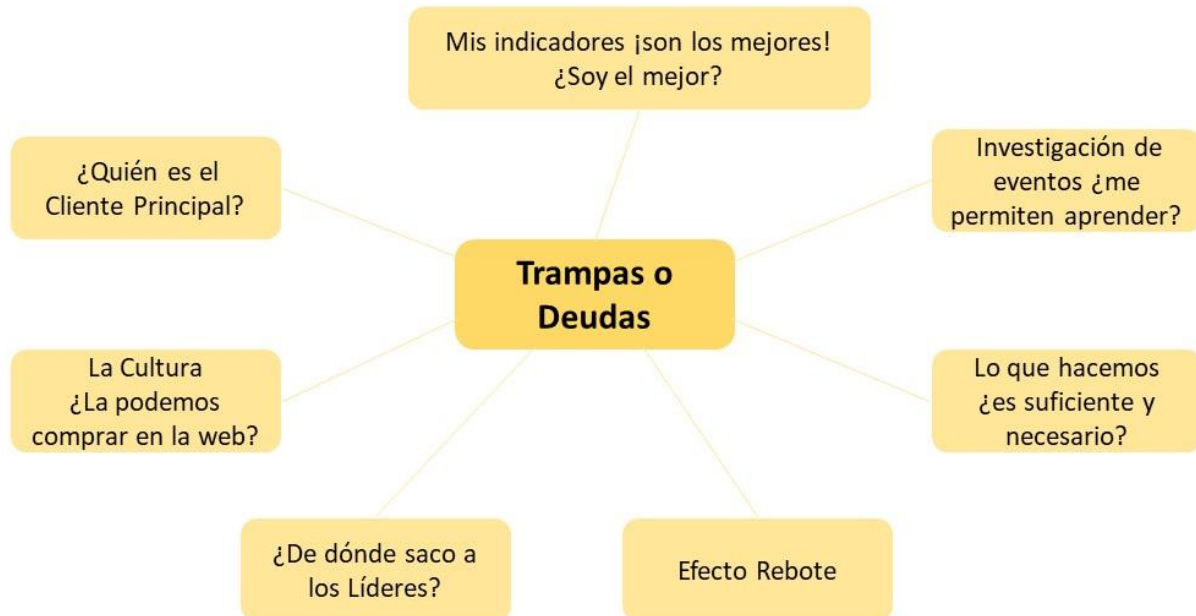 Mis indicadores ¡son los mejores!
¿Soy el mejor?
¿Quién es el
Cliente Principal?
Investigación de
eventos ¿me
permiten aprender?
Trampas o
Deudas
La Cultura
¿La podemos
comprar en la web?
Lo que hacemos
¿es suficiente y
necesario?
¿De dónde saco a
los Líderes?
Efecto Rebote